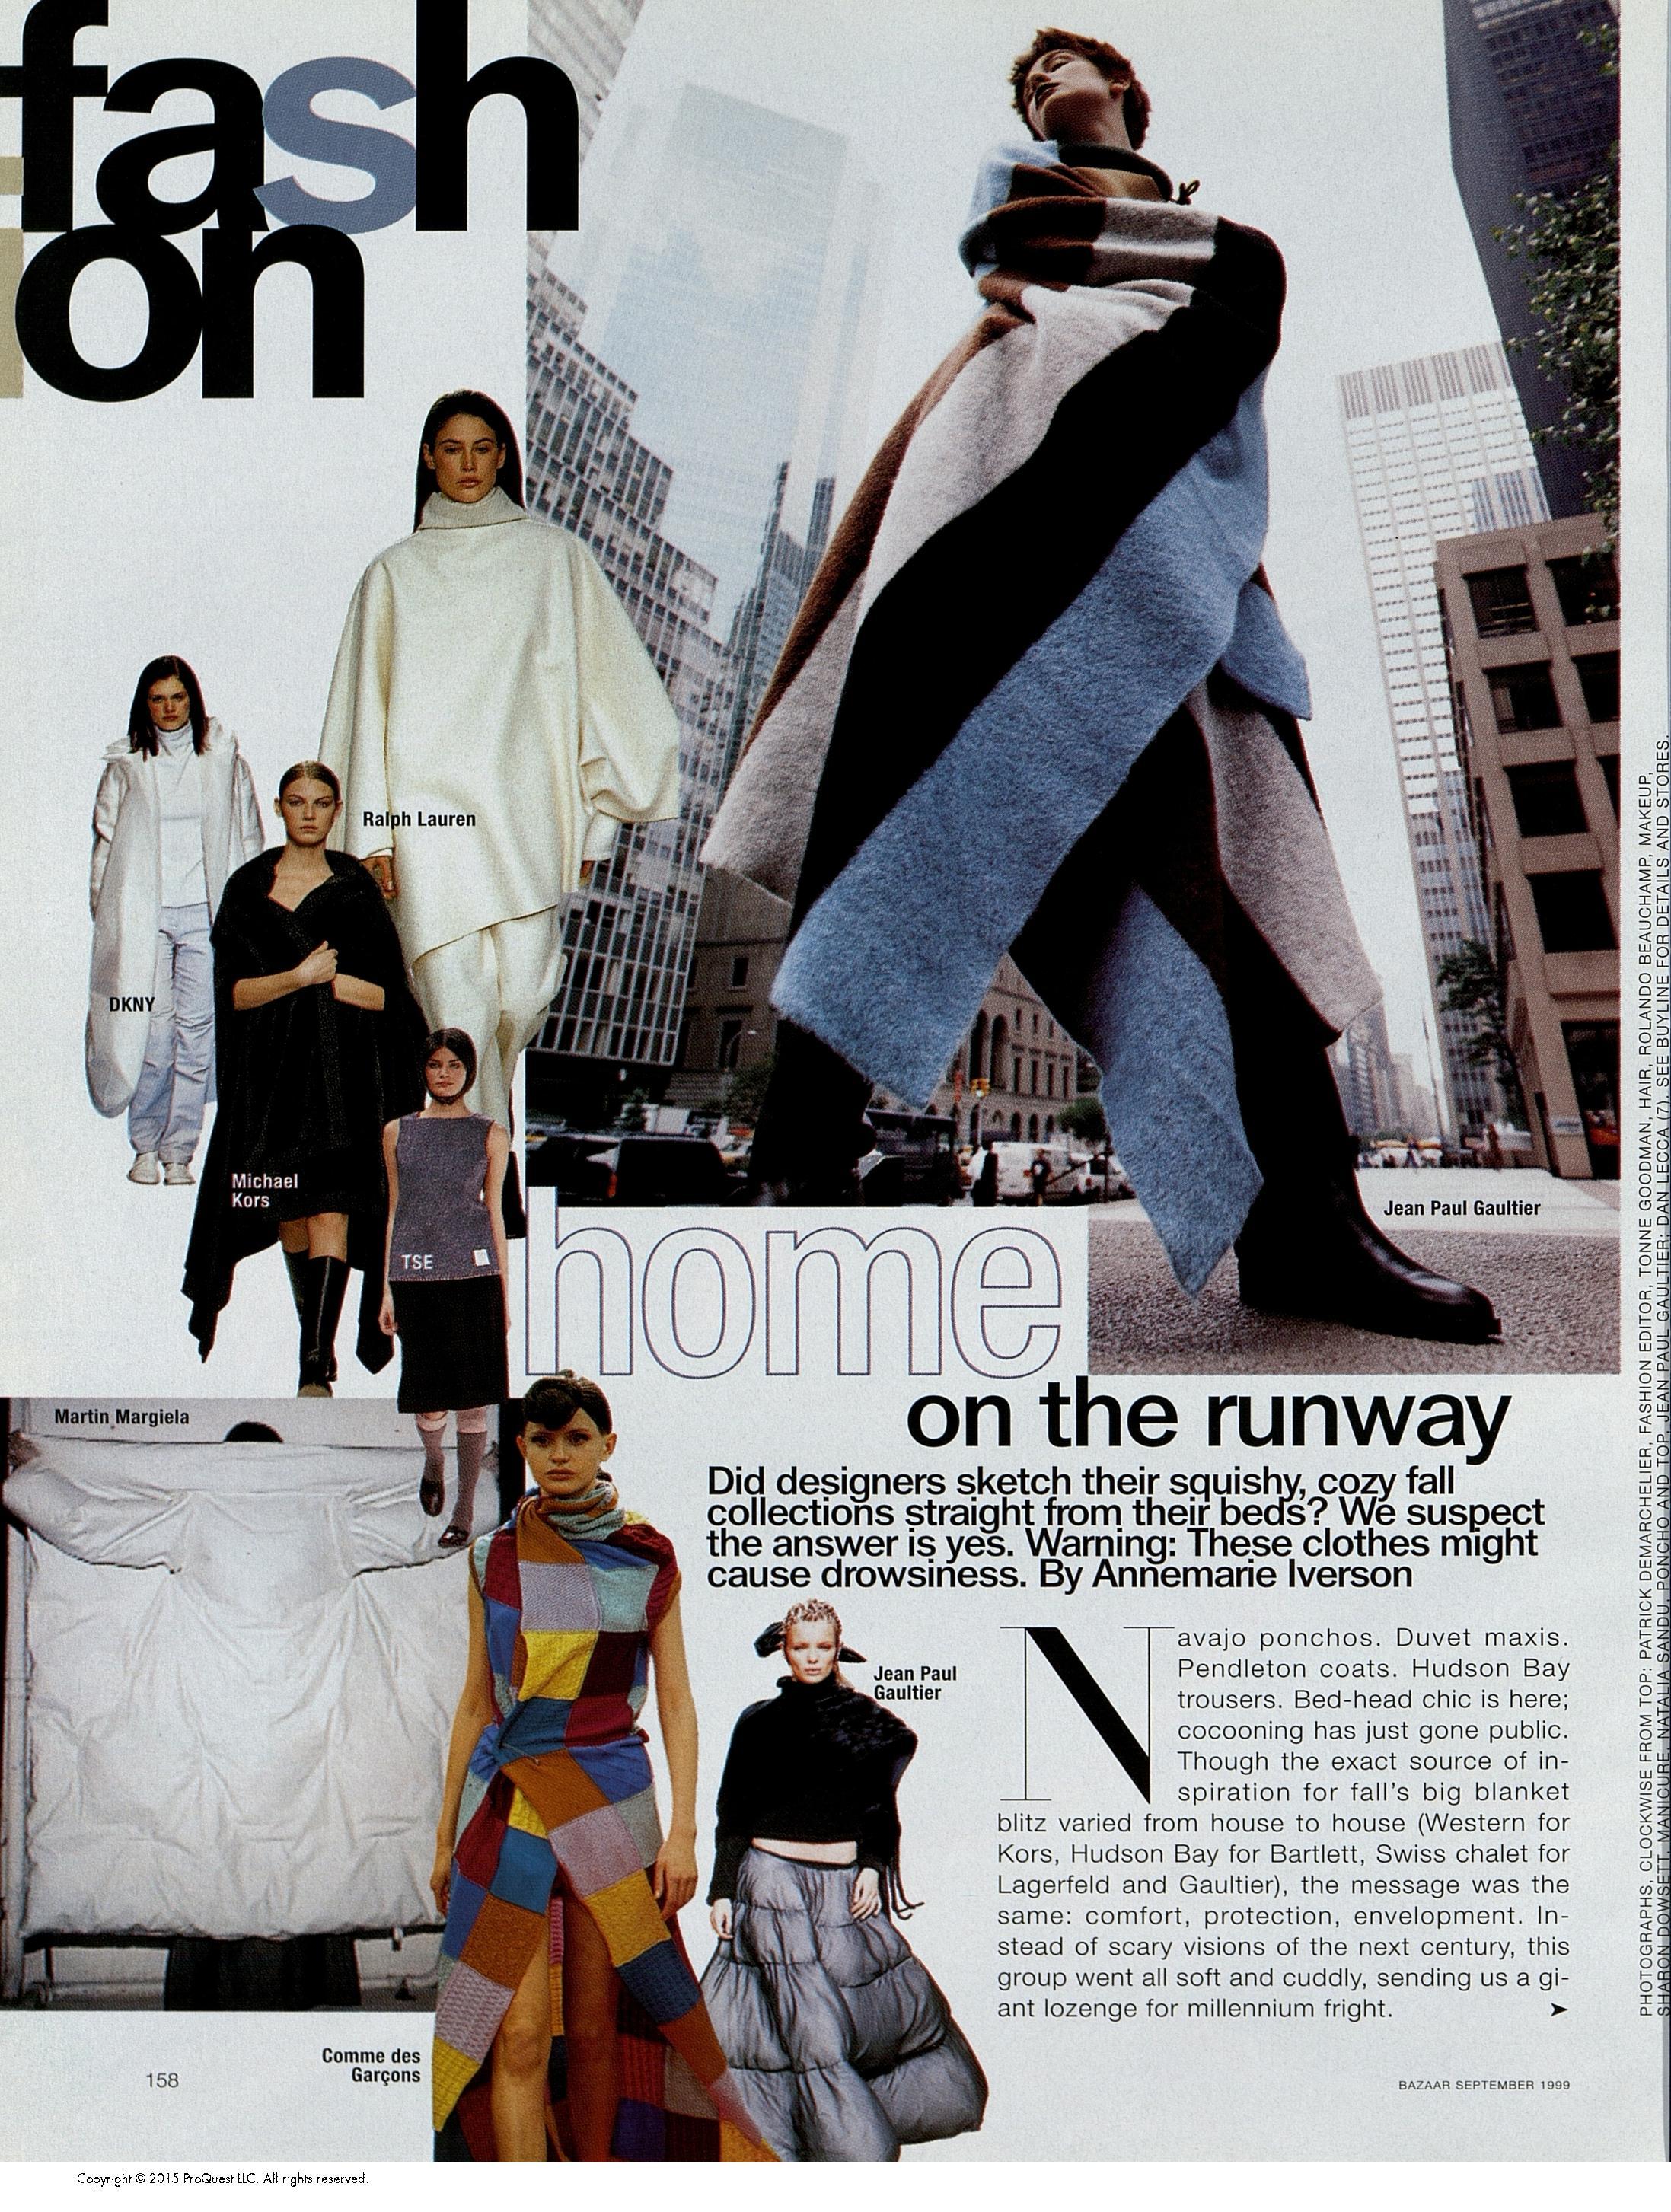 fash
ion
Ralph Lauren
DKNY
Michael
Kors
TSE
Jean Paul Gaultier
home
on the runway
Did designers sketch their squishy, cozy fall
collections straight from their beds? We suspect
the answer is yes. Warning: These clothes might
cause drowsiness. By Annemarie Iverson
Martin Margiela
Jean Paul
Gaultier
Comme des
Garçons
Navajo ponchos. Duvet maxis.
Pendleton coats. Hudson Bay
trousers. Bed-head chic is here;
cocooning has just gone public.
Though the exact source of in-
spiration for fall's big blanket
blitz varied from house to house (Western for
Kors, Hudson Bay for Bartlett, Swiss chalet for
Lagerfeld and Gaultier), the message was the
same: comfort, protection, envelopment. In-
stead of scary visions of the next century, this
group went all soft and cuddly, sending us a gi-
ant lozenge for millennium fright.
PHOTOGRAPHS, CLOCKWISE FROM TOP: PATRICK DEMARCHELIER, FASHION EDITOR, TONNE GOODMAN, HAIR, ROLANDO BEAUCHAMP, MAKEUP,
SHARON DOWSETT, MANICURE, NATALIA SANDU, PONCHO AND TOP, JEAN PAUL GAULTIER; DAN LECCA (7). SEE BUYLINE FOR DETAILS AND STORES.
158
BAZAAR SEPTEMBER 1999
Copyright © 2015 ProQuest LLC. All rights reserved.